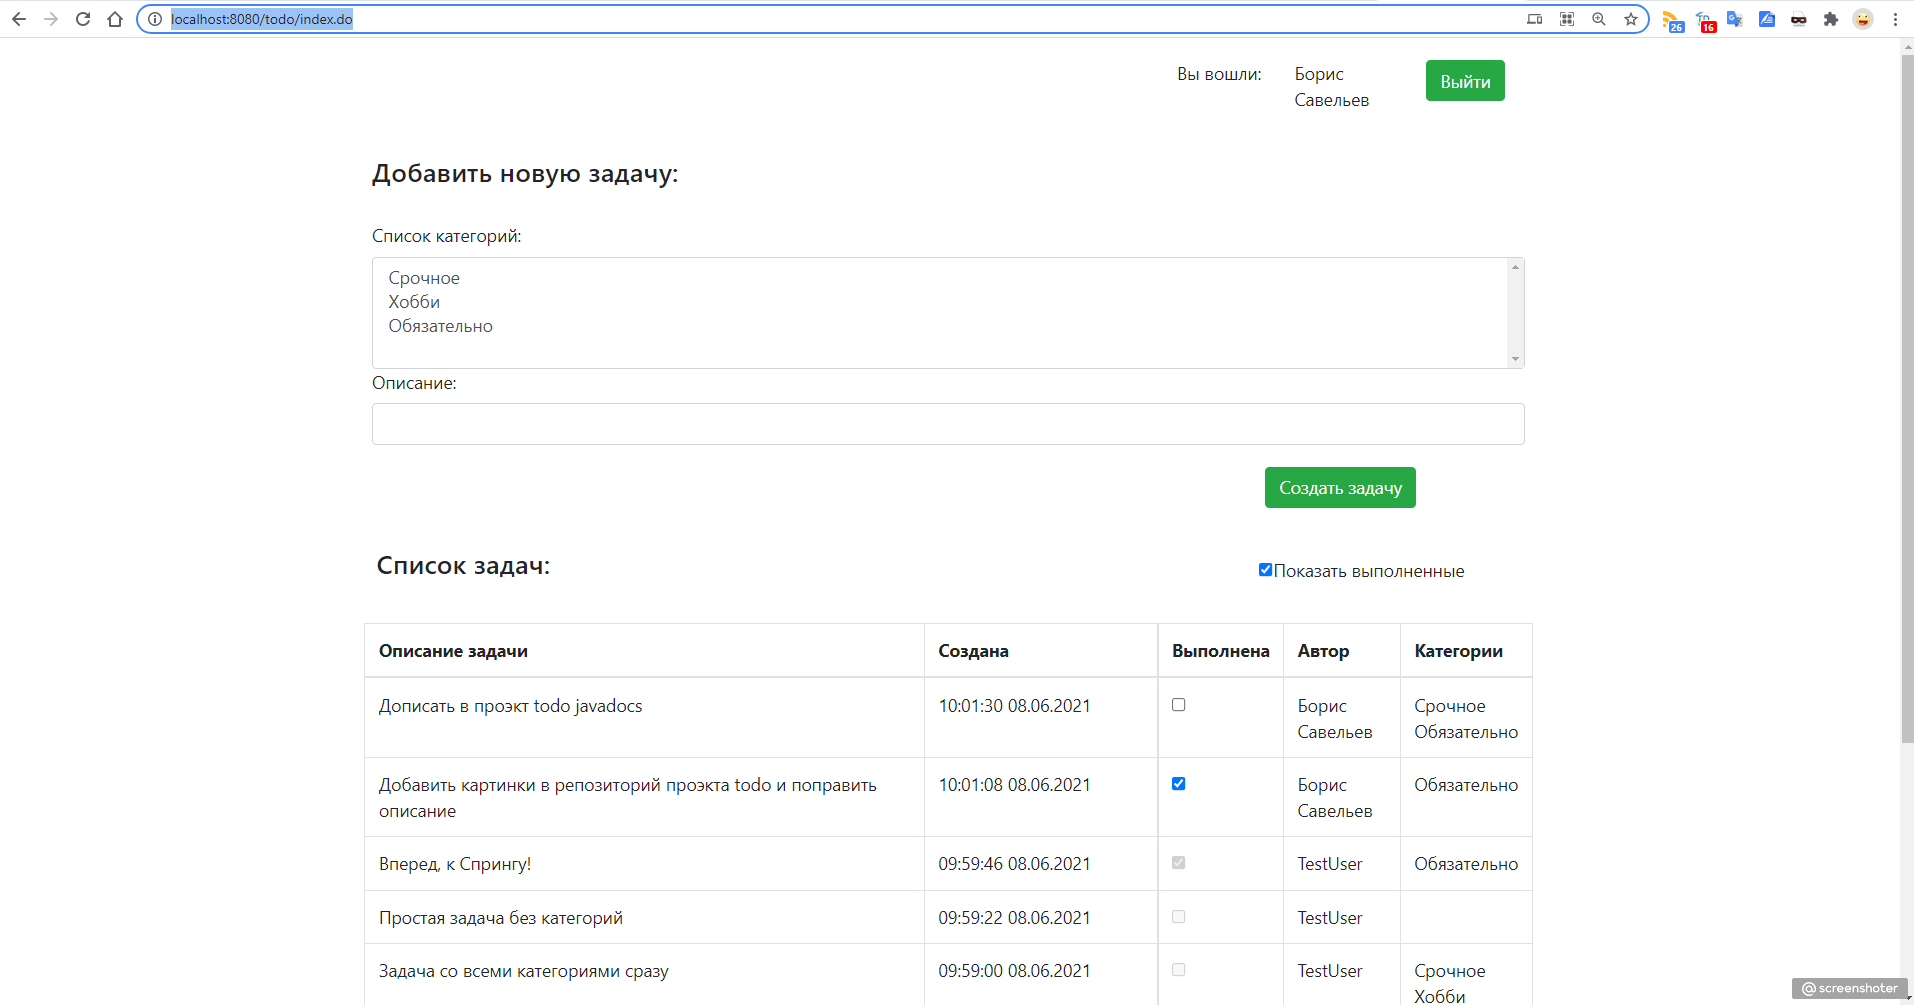 localhost:8080/todo/index.do
26
16
Вы вошли:
Борис
Савельев
Выйти
Добавить новую задачу:
Список категорий:
Срочное
Хобби
Обязательно
Описание:
Создать задачу
Список задач:
Показать выполненные
Описание задачи Создана Выполнена Автор Категории
Дописать в проэкт todo javadocs 10:01:30 08.06.2021 Борис Срочное
Савельев Обязательно
Добавить картинки в репозиторий проэкта todo и поправить 10:01:08 08.06.2021 Борис Обязательно
описание Савельев
Вперед, к Спрингу! 09:59:46 08.06.2021 TestUser Обязательно
Простая задача без категорий 09:59:22 08.06.2021 TestUser
Задача со всеми категориями сразу 09:59:00 08.06.2021 TestUser Срочное
Хобби
@screenshoter